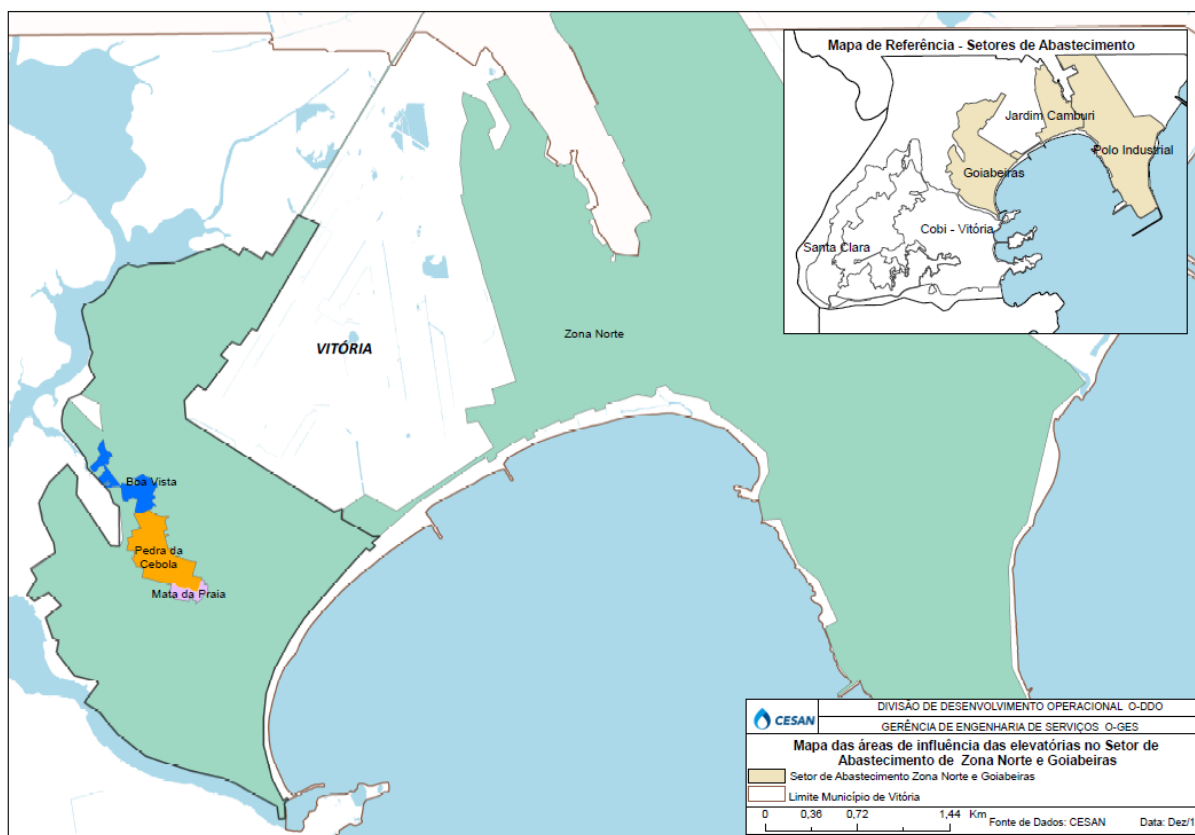 Mapa de Referência - Setores de Abastecimento
Jardim Camburi
Polo Industrial
Goiabeiras
Cobi - Vitória
Santa Clara
Zona Norte
VITÓRIA
Boa Vista
Pedra da
Cebola
Mata da Praia
CESAN
DIVISÃO DE DESENVOLVIMENTO OPERACIONAL O-DDO
GERÊNCIA DE ENGENHARIA DE SERVIÇOS O-GES
Mapa das áreas de influência das elevatórias no Setor de
Abastecimento de Zona Norte e Goiabeiras
Setor de Abastecimento Zona Norte e Goiabeiras
Limite Município de Vitória
0 0,36 0,72 1,44 Km
Fonte de Dados: CESAN Data: Dez/1